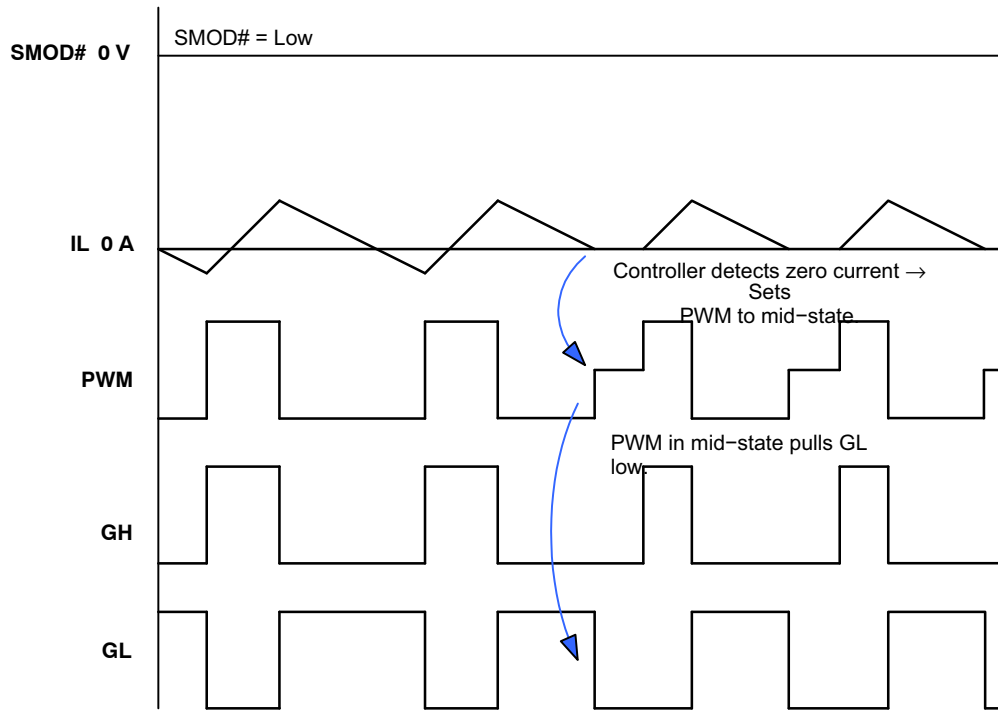 SMOD# = Low
SMOD# 0 V
IL 0 A
Controller detects zero current →
Sets
PWM to mid−state.
PWM
PWM in mid−state pulls GL
low.
GH
GL